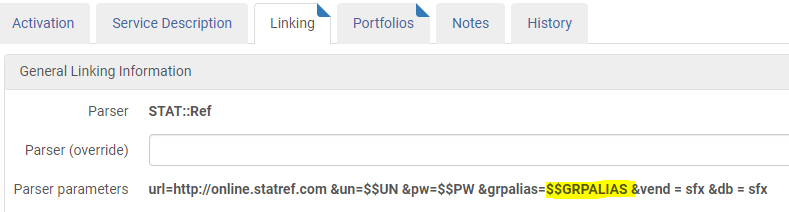 Activation Service Description Linking Portfolios Notes History
General Linking Information
Parser STAT::Ref
Parser (override)
Parser parameters url=http://online.statref.com &un=$$UN &pw=$$PW &grpalias=$$GRPALIAS &vend = sfx &db = sfx